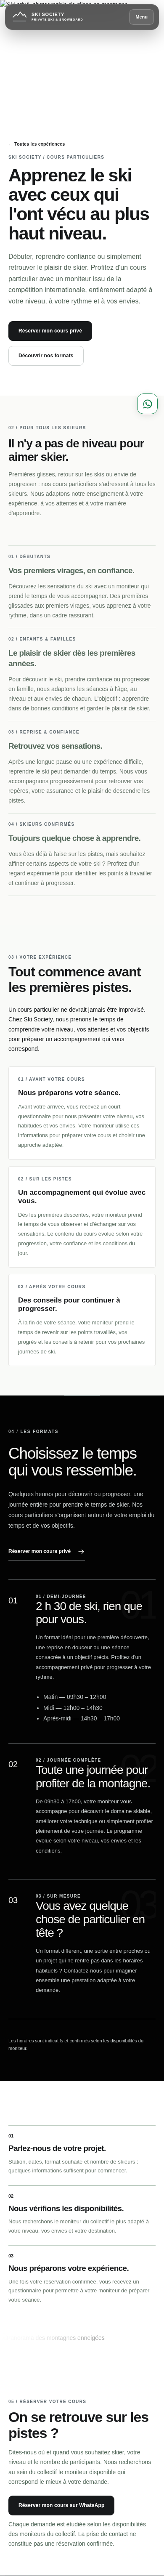 SKI SOCIETY
PRIVATE SKI & SNOWBOARD
Menu
← Toutes les expériences
SKI SOCIETY / COURS PARTICULIERS
Apprenez le ski
avec ceux qui
l'ont vécu au plus
haut niveau.
Débuter, reprendre confiance ou simplement
retrouver le plaisir de skier. Profitez d'un cours
particulier avec un moniteur issu de la
compétition internationale, entièrement adapté à
votre niveau, à votre rythme et à vos envies.
Réserver mon cours privé
Découvrir nos formats
02 / POUR TOUS LES SKIEURS
Il n'y a pas de niveau pour
aimer skier.
Premières glisses, retour sur les skis ou envie de
progresser : nos cours particuliers s'adressent à tous les
skieurs. Nous adaptons notre enseignement à votre
expérience, à vos attentes et à votre manière
d'apprendre.
01 / DÉBUTANTS
Vos premiers virages, en confiance.
Découvrez les sensations du ski avec un moniteur qui
prend le temps de vous accompagner. Des premières
glissades aux premiers virages, vous apprenez à votre
rythme, dans un cadre rassurant.
02 / ENFANTS & FAMILLES
Le plaisir de skier dès les premières
années.
Pour découvrir le ski, prendre confiance ou progresser
en famille, nous adaptons les séances à l'âge, au
niveau et aux envies de chacun. L'objectif : apprendre
dans de bonnes conditions et garder le plaisir de skier.
03 / REPRISE & CONFIANCE
Retrouvez vos sensations.
Après une longue pause ou une expérience difficile,
reprendre le ski peut demander du temps. Nous vous
accompagnons progressivement pour retrouver vos
repères, votre assurance et le plaisir de descendre les
pistes.
04 / SKIEURS CONFIRMÉS
Toujours quelque chose à apprendre.
Vous êtes déjà à l'aise sur les pistes, mais souhaitez
affiner certains aspects de votre ski ? Profitez d'un
regard expérimenté pour identifier les points à travailler
et continuer à progresser.
03 / VOTRE EXPÉRIENCE
Tout commence avant
les premières pistes.
Un cours particulier ne devrait jamais être improvisé.
Chez Ski Society, nous prenons le temps de
comprendre votre niveau, vos attentes et vos objectifs
pour préparer un accompagnement qui vous
correspond.
01 / AVANT VOTRE COURS
Nous préparons votre séance.
Avant votre arrivée, vous recevez un court
questionnaire pour nous parler de votre niveau, vos
habitudes et vos envies. Votre moniteur utilise ces
informations pour préparer votre cours et choisir une
approche adaptée.
02 / SUR LES PISTES
Un accompagnement qui évolue avec
vous.
Dès les premières descentes, votre moniteur prend
le temps de vous observer et d'échanger sur vos
sensations. Le contenu du cours évolue selon votre
progression, votre confiance et les conditions du
jour.
03 / APRÈS VOTRE COURS
Des conseils pour continuer à
progresser.
À la fin de votre séance, votre moniteur prend le
temps de revenir sur les points travaillés, vos
progrès et les conseils à retenir pour vos prochaines
journées de ski.
04 / LES FORMATS
Choisissez le temps
qui vous ressemble.
Quelques heures pour découvrir ou progresser, une
journée entière pour prendre le temps de skier. Nos
cours particuliers s'organisent autour de votre emploi du
temps et de vos objectifs.
Réserver mon cours privé →
01
01 / DEMI-JOURNÉE
01
2 h 30 de ski, rien que
pour vous.
Un format idéal pour une première découverte,
une reprise en douceur ou une séance
consacrée à un objectif précis. Profitez d'un
accompagnement privé pour progresser à votre
rythme.
• Matin — 09h30 – 12h00
• Midi — 12h00 – 14h30
• Après-midi — 14h30 – 17h00
02
02 / JOURNÉE COMPLÈTE
02
Toute une journée pour
profiter de la montagne.
De 09h30 à 17h00, votre moniteur vous
accompagne pour découvrir le domaine skiable,
améliorer votre technique ou simplement profiter
pleinement de votre journée. Le programme
évolue selon votre niveau, vos envies et les
conditions.
03
03 / SUR MESURE
03
Vous avez quelque
chose de particulier en
tête ?
Un format différent, une sortie entre proches ou
un projet qui ne rentre pas dans les horaires
habituels ? Contactez-nous pour imaginer
ensemble une prestation adaptée à votre
demande.
Les horaires sont indicatifs et confirmés selon les disponibilités du
moniteur.
01
Parlez-nous de votre projet.
Station, dates, format souhaité et nombre de skieurs :
quelques informations suffisent pour commencer.
02
Nous vérifions les disponibilités.
Nous recherchons le moniteur du collectif le plus adapté à
votre niveau, vos envies et votre destination.
03
Nous préparons votre expérience.
Une fois votre réservation confirmée, vous recevez un
questionnaire pour permettre à votre moniteur de préparer
votre séance.
montagnes enneigées
05 / RÉSERVER VOTRE COURS
On se retrouve sur les
pistes ?
Dites-nous où et quand vous souhaitez skier, votre
niveau et le nombre de participants. Nous recherchons
au sein du collectif le moniteur disponible qui
correspond le mieux à votre demande.
Réserver mon cours sur WhatsApp
Chaque demande est étudiée selon les disponibilités
des moniteurs du collectif. La prise de contact ne
constitue pas une réservation confirmée.